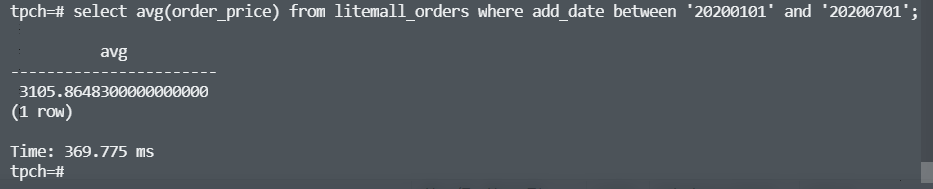 tpch=# select avg(order_price) from litemall_orders where add_date between '20200101' and '20200701';
avg
-----------------------
3105.8648300000000000
(1 row)
Time: 369.775 ms
tpch=#